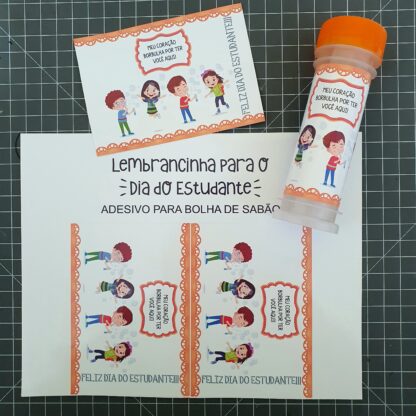 MEU CORAÇÃO
BORBULHA POR TER
VOCÊ AQUI!
FELIZ DIA DO ESTUDANTE!!!
MEU CORAÇÃO
BORBULHA POR TER
VOCÊ AQUI!
Lembrancinha para o
Dia do Estudante
ADESIVO PARA BOLHA DE SABÃO
MEU CORAÇÃO
BORBULHA POR TER
VOCÊ AQUI!
FELIZ DIA DO ESTUDANTE!!!
MEU CORAÇÃO
BORBULHA POR TER
VOCÊ AQUI!
FELIZ DIA DO ESTUDANTE!!!